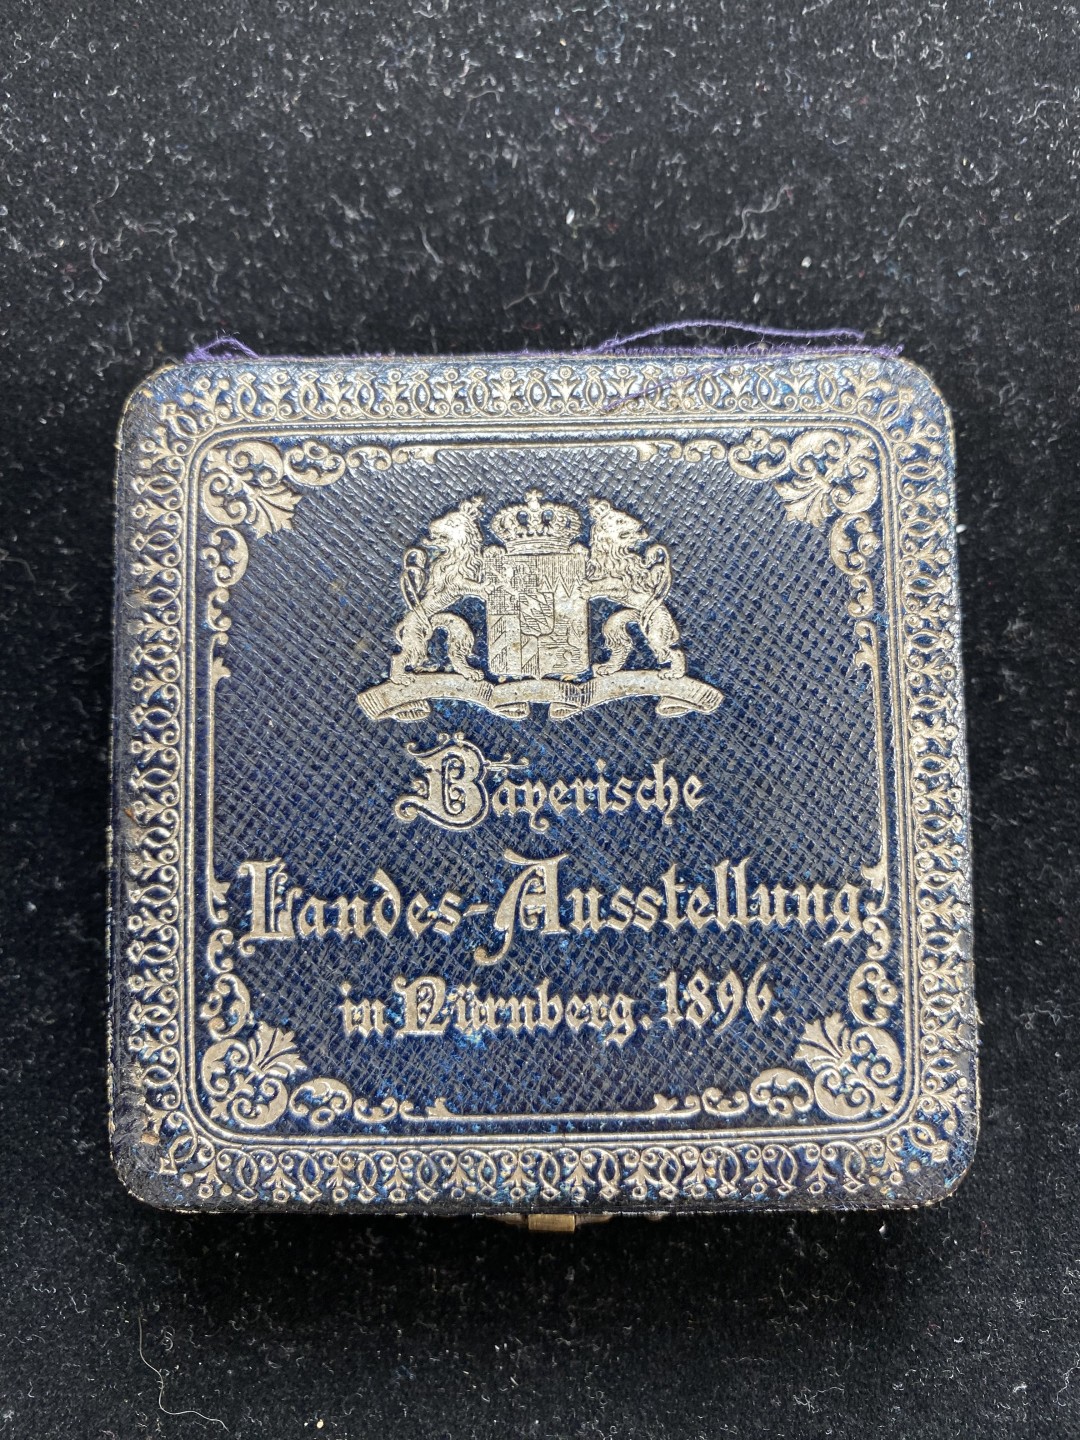 Bayerische
Landes-Ausstellung
in Nürnberg. 1896.